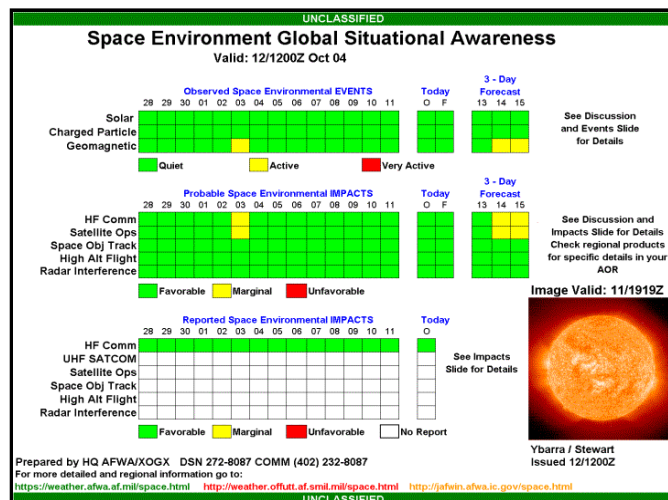 UNCLASSIFIED
Space Environment Global Situational Awareness
Valid: 12/1200Z Oct 04
Observed Space Environmental EVENTS
Today
3 - Day
Forecast
28 29 30 01 02 03 04 05 06 07 08 09 10 11 O F 13 14 15
Solar
Charged Particle
Geomagnetic
See Discussion
and Events Slide
for Details
Quiet Active Very Active
Probable Space Environmental IMPACTS
Today
3 - Day
Forecast
28 29 30 01 02 03 04 05 06 07 08 09 10 11 O F 13 14 15
HF Comm
Satellite Ops
Space Obj Track
High Alt Flight
Radar Interference
See Discussion and
Impacts Slide for Details
Check regional products
for specific details in your
AOR
Favorable Marginal Unfavorable
Image Valid: 11/1919Z
Reported Space Environmental IMPACTS
Today
28 29 30 01 02 03 04 05 06 07 08 09 10 11 O
HF Comm
UHF SATCOM
Satellite Ops
Space Obj Track
High Alt Flight
Radar Interference
See Impacts
Slide for Details
Favorable Marginal Unfavorable No Report
Ybarra / Stewart
Issued 12/1200Z
Prepared by HQ AFWA/XOGX DSN 272-8087 COMM (402) 232-8087
For more detailed and regional information go to:
https://weather.afwa.af.mil/space.html http://weather.offutt.af.smil.mil/space.html http://jafwin.afwa.ic.gov/space.html
UNCLASSIFIED